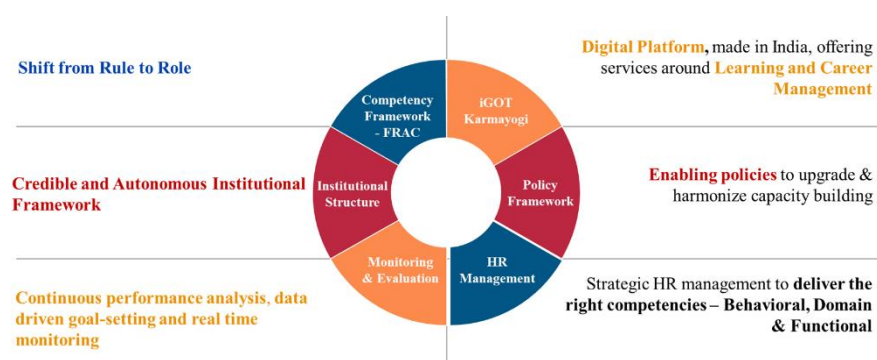 Shift from Rule to Role
Digital Platform, made in India, offering
services around Learning and Career
Management
Competency
Framework
- FRAC
iGOT
Karmayogi
Credible and Autonomous Institutional
Framework
Institutional
Structure
Policy
Framework
Enabling policies to upgrade &
harmonize capacity building
Monitoring
& Evaluation
HR
Management
Continuous performance analysis, data
driven goal-setting and real time
monitoring
Strategic HR management to deliver the
right competencies – Behavioral, Domain
& Functional